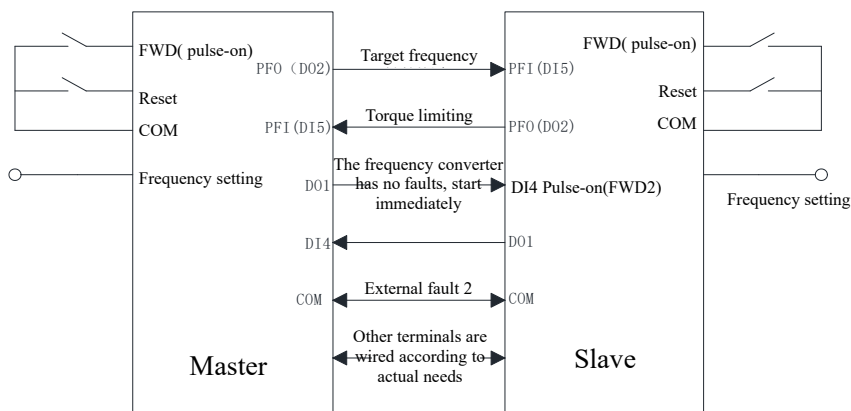 FWD( pulse-on)
PFO (DO2)
Target frequency
PFI(DI5)
FWD( pulse-on)
Reset
Reset
COM
PFI(DI5)
Torque limiting
PFO(DO2)
COM
Frequency setting
DO1
The frequency converter
has no faults, start
immediately
DI4 Pulse-on(FWD2)
Frequency setting
DI4
DO1
COM
External fault 2
COM
Other terminals are
wired according to
actual needs
Master
Slave